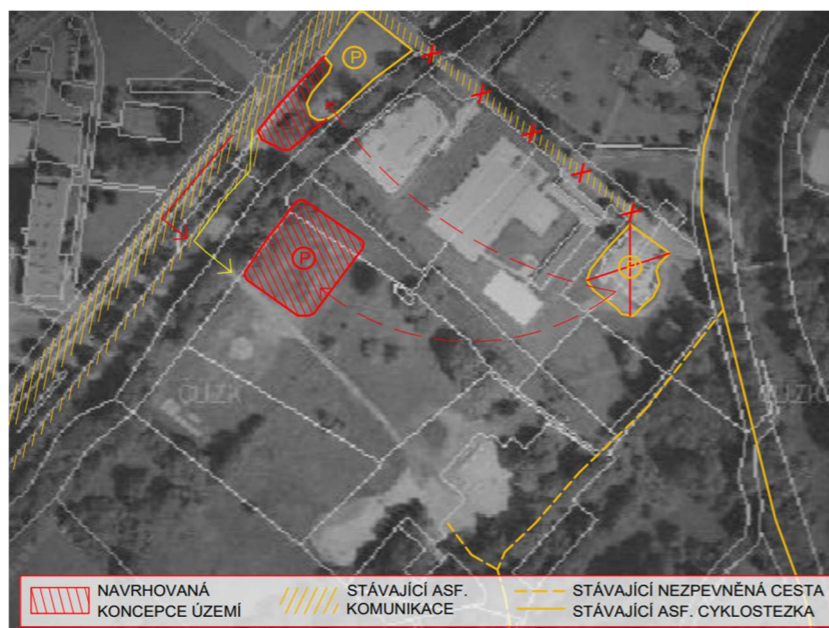 P
P
P
ČÚZK
ČÚZK
NAVRHOVANÁ
KONCEPCE ÚZEMÍ
STÁVAJÍCÍ ASF.
KOMUNIKACE
STÁVAJÍCÍ NEZPEVNĚNÁ CESTA
STÁVAJÍCÍ ASF. CYKLOSTEZKA